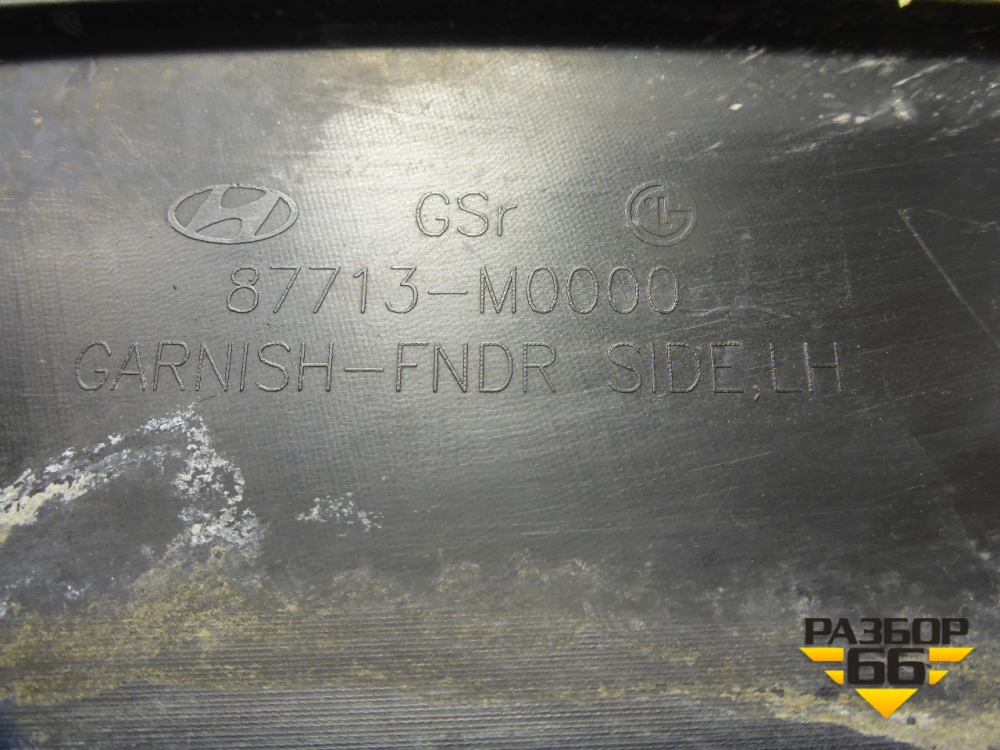 GSr
87713-M0000
GARNISH-FNDR SIDE,LH
РАЗБОР
66